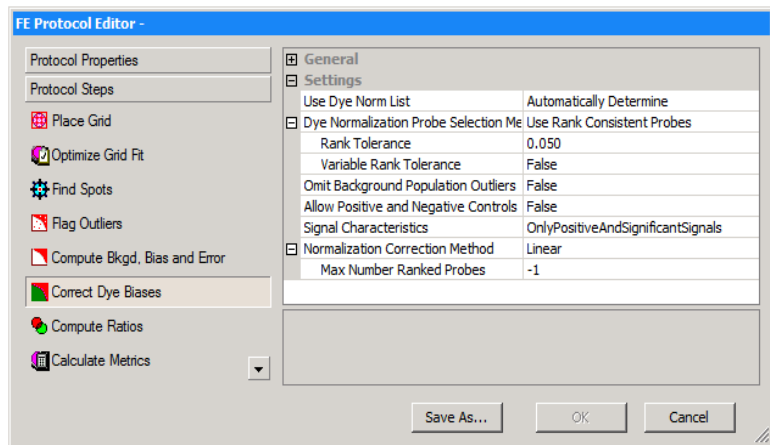 FE Protocol Editor -
Protocol Properties
Protocol Steps
Place Grid
Optimize Grid Fit
Find Spots
Flag Outliers
Compute Bkgd, Bias and Error
Correct Dye Biases
Compute Ratios
Calculate Metrics
General
Settings
Use Dye Norm List Automatically Determine
Dye Normalization Probe Selection Me Use Rank Consistent Probes
Rank Tolerance 0.050
Variable Rank Tolerance False
Omit Background Population Outliers False
Allow Positive and Negative Controls False
Signal Characteristics OnlyPositiveAndSignificantSignals
Normalization Correction Method Linear
Max Number Ranked Probes -1
Save As... OK Cancel